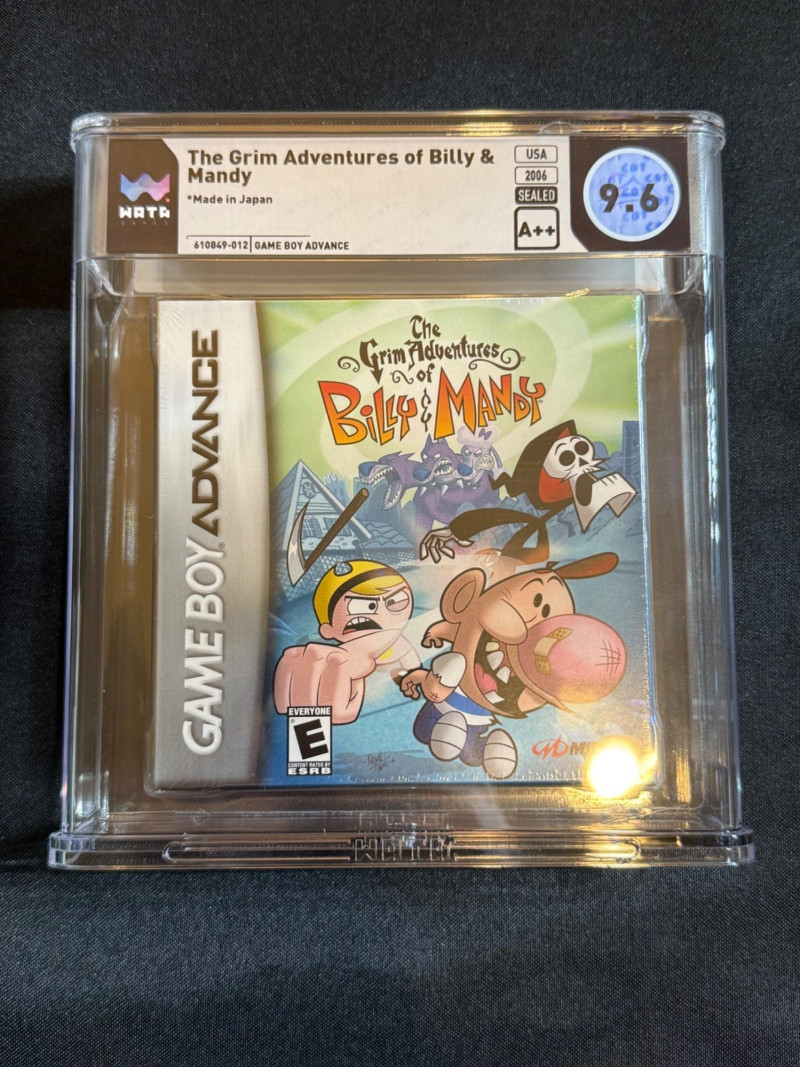 The Grim Adventures of Billy &
Mandy
*Made in Japan
610849-012 GAME BOY ADVANCE
WATA
GAMES
USA
2006
SEALED
A++
9.6
GAME BOY ADVANCE
The
Grim Adventures
of
BILLY & MANDY
EVERYONE
E
CONTENT RATED BY
ESRB